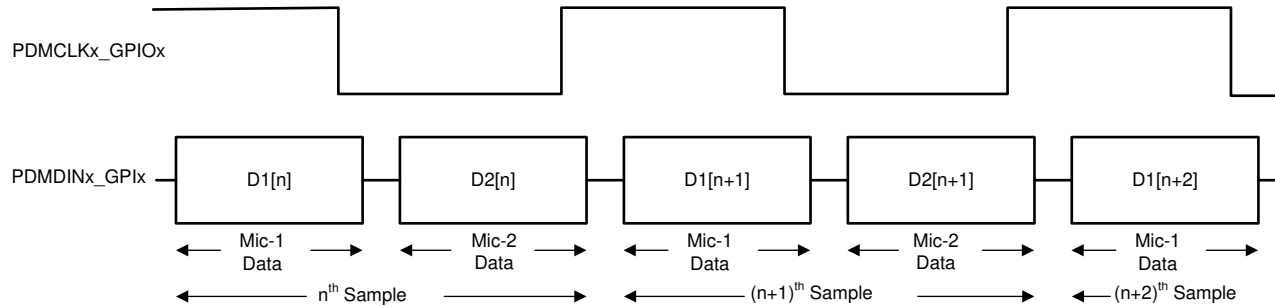 PDMCLKx_GPIOx
PDMDINx_GPIx
D1[n]
D2[n]
D1[n+1]
D2[n+1]
D1[n+2]
Mic-1
Data
Mic-2
Data
Mic-1
Data
Mic-2
Data
Mic-1
Data
nth Sample
(n+1)th Sample
(n+2)th Sample